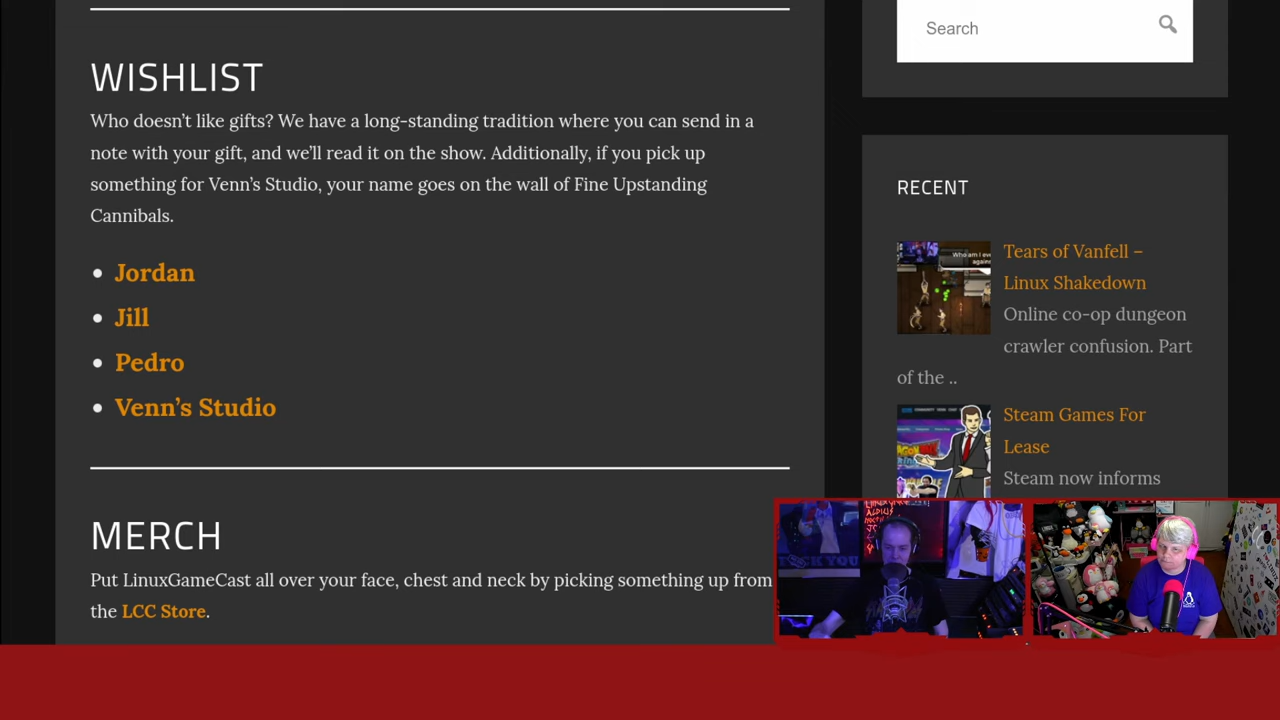 WISHLIST
Who doesn't like gifts? We have a long-standing tradition where you can send in a
note with your gift, and we'll read it on the show. Additionally, if you pick up
something for Venn's Studio, your name goes on the wall of Fine Upstanding
Cannibals.
Jordan
Jill
Pedro
Venn's Studio
MERCH
Put LinuxGameCast all over your face, chest and neck by picking something up from
the LCC Store.
Search
RECENT
Tears of Vanfell –
Linux Shakedown
Online co-op dungeon
crawler confusion. Part
of the ..
Steam Games For
Lease
Steam now informs